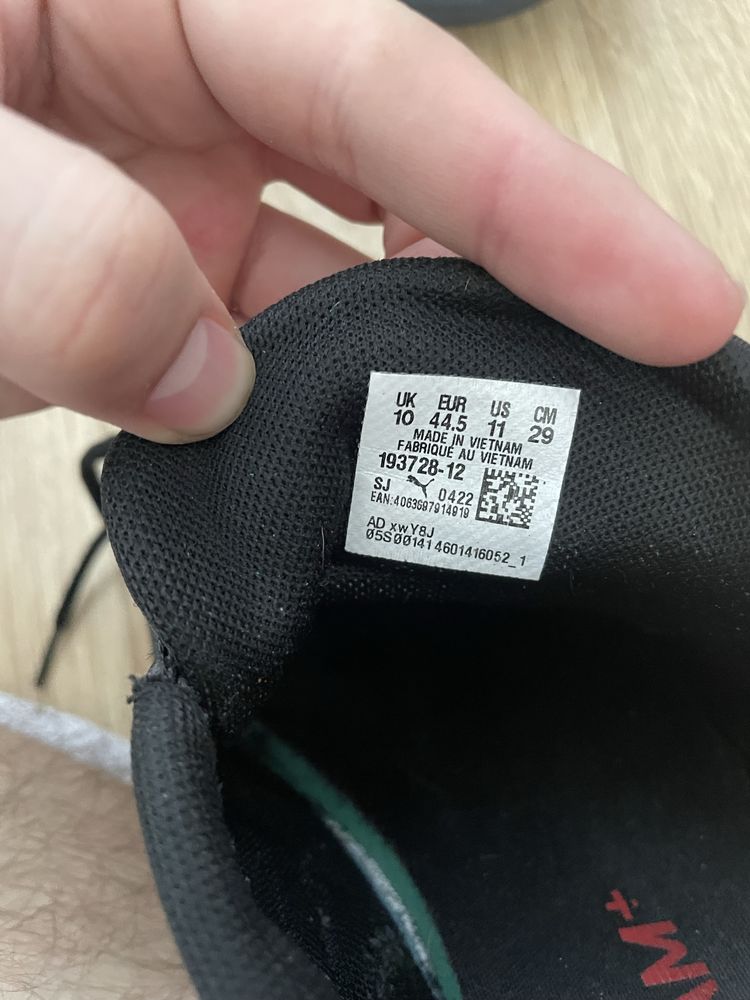 UK EUR US CM
10 44.5 11 29
MADE IN VIETNAM
FABRIQUÉ AU VIETNAM
193728-12
SJ 0422
EAN:4063697914919
AD xwY8J
05S001414601416052_1